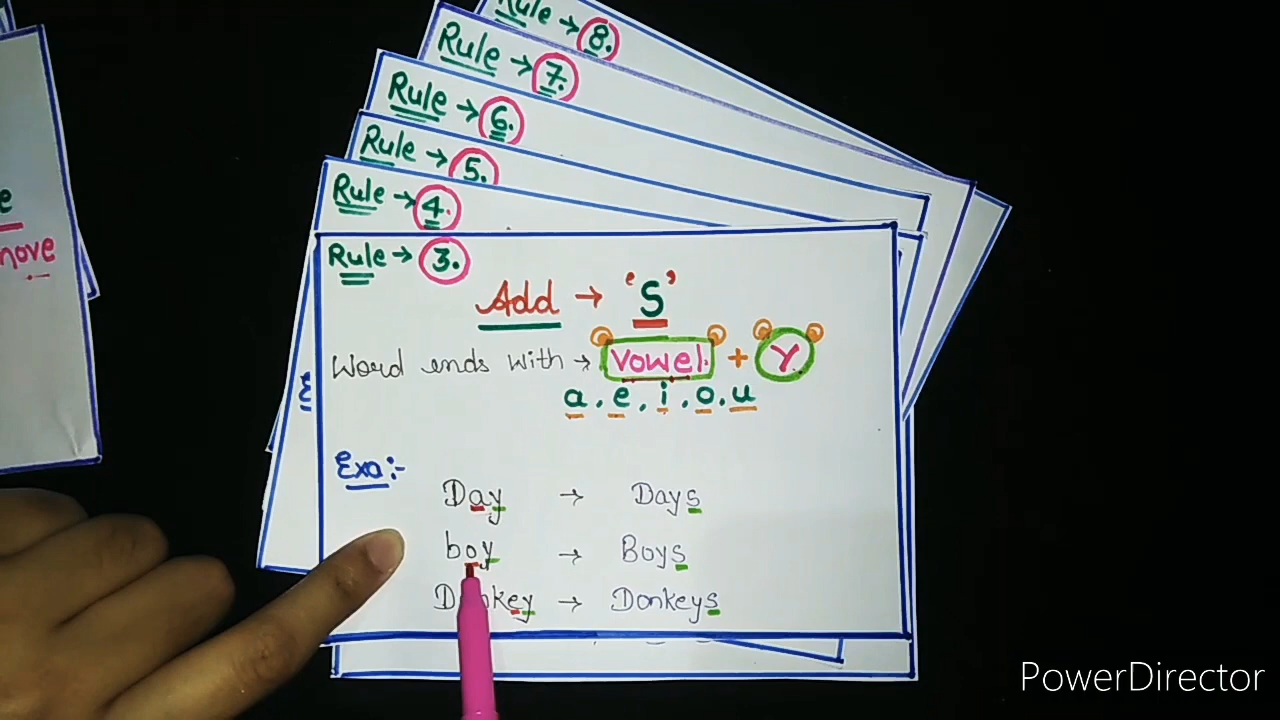 Rule → 8.
Rule → 7.
Rule → 6.
Rule → 5.
Rule → 4.
Rule → 3.
Add → 'S'
Word ends with → Vowel. + Y
a . e . i . o . u
Exa:-
Day → Days
boy → Boys
Donkey → Donkeys
e
move
PowerDirector